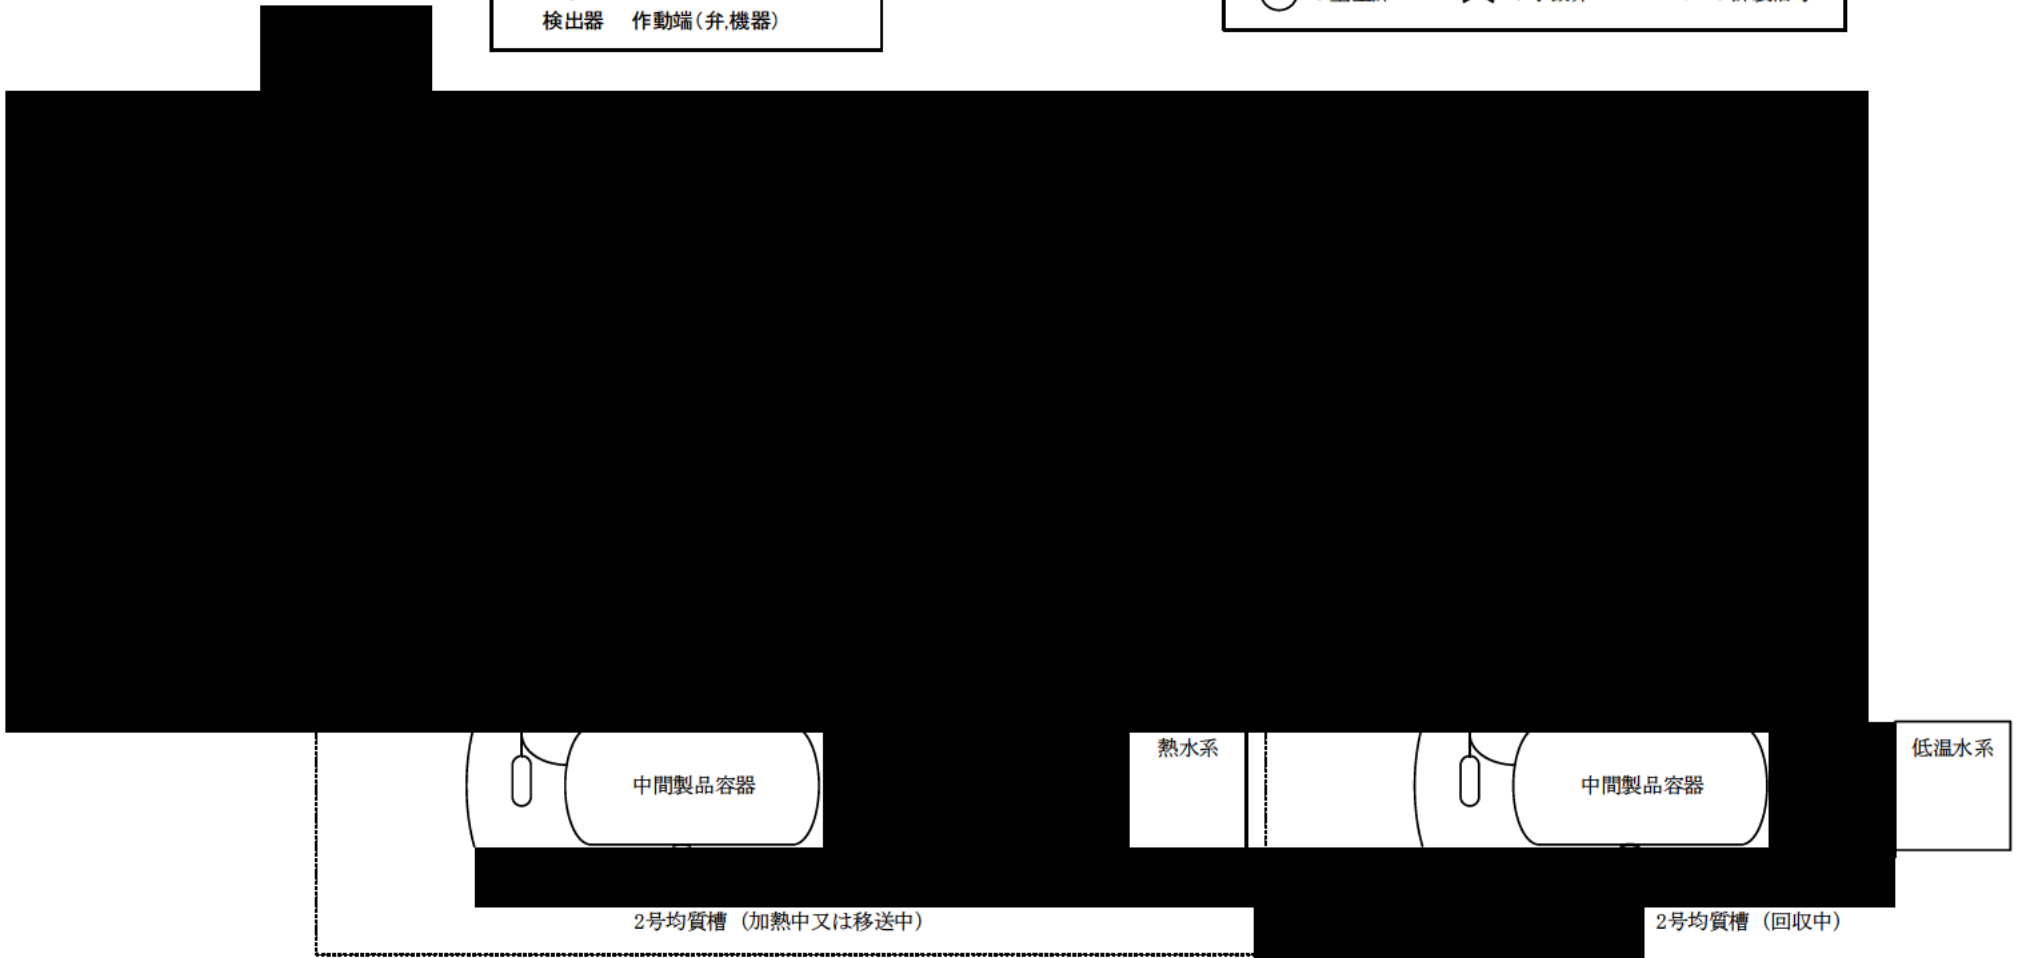 検出器 作動端(弁,機器)
熱水系
低温水系
中間製品容器
中間製品容器
2号均質槽（加熱中又は移送中）
2号均質槽（回収中）